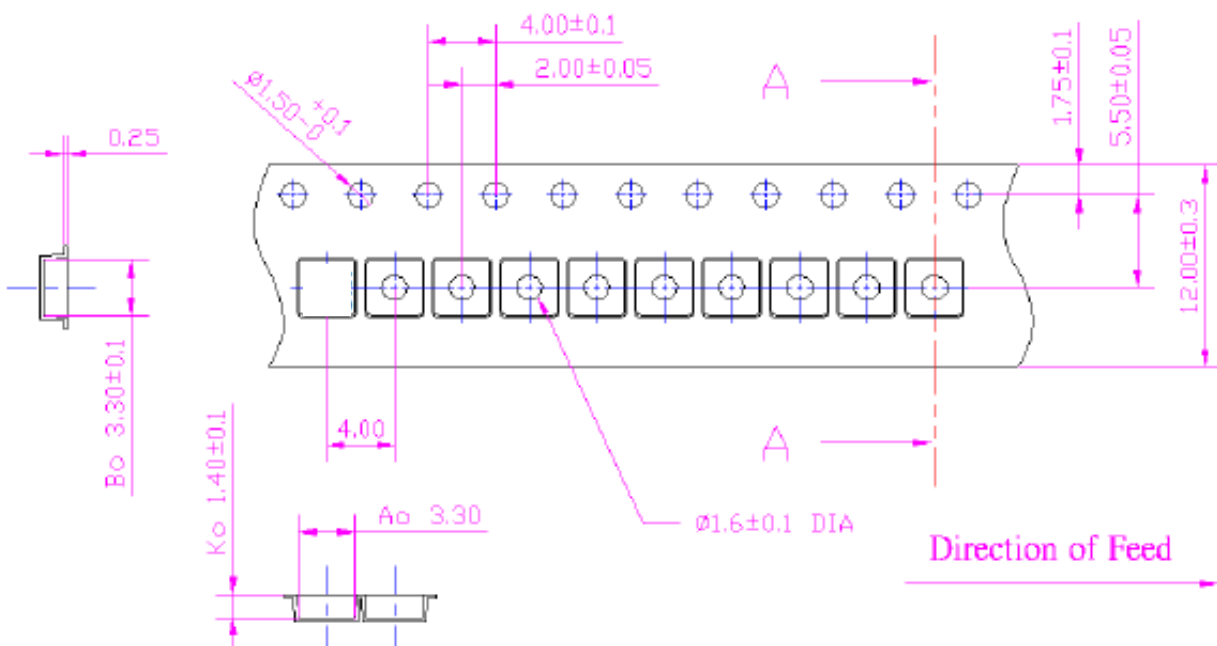 4.00±0.1
2.00±0.05
ø1.50+0.1-0
A
1.75±0.1
5.50±0.05
0.25
12.00±0.3
Bo 3.30±0.1
4.00
A
Ko 1.40±0.1
Ao 3.30
ø1.6±0.1 DIA
Direction of Feed